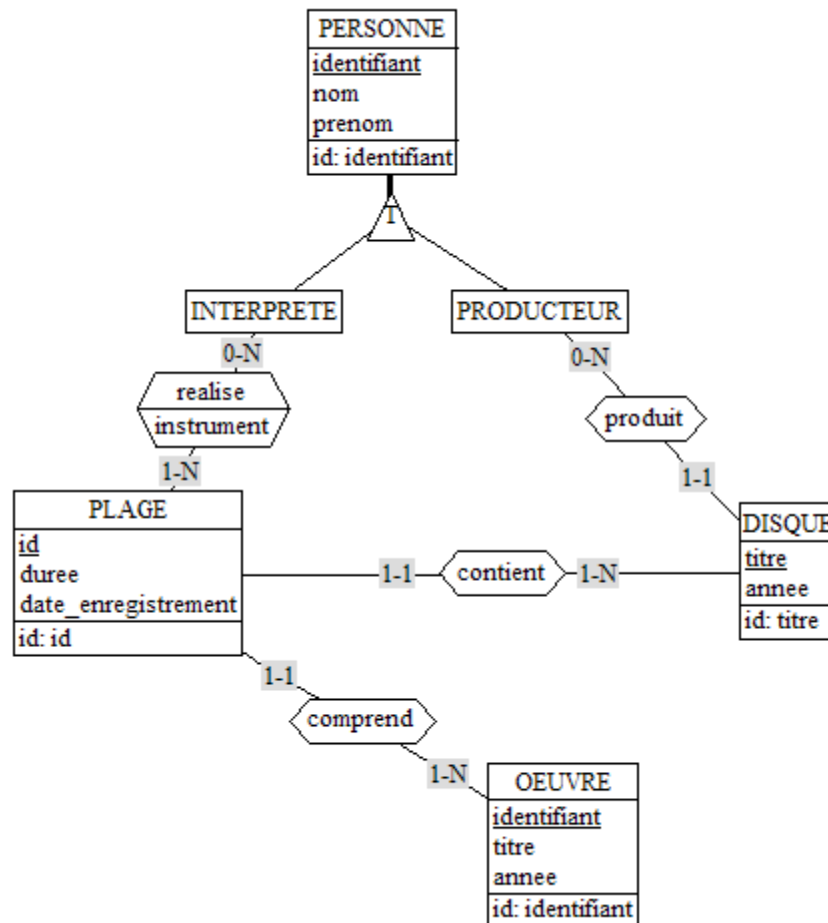 PERSONNE
identifiant
nom
prenom
id: identifiant
T
INTERPRETE
PRODUCTEUR
0-N
0-N
realise
instrument
produit
1-N
1-1
PLAGE
id
duree
date_enregistrement
id: id
1-1
contient
1-N
DISQUE
titre
annee
id: titre
1-1
comprend
1-N
OEUVRE
identifiant
titre
annee
id: identifiant